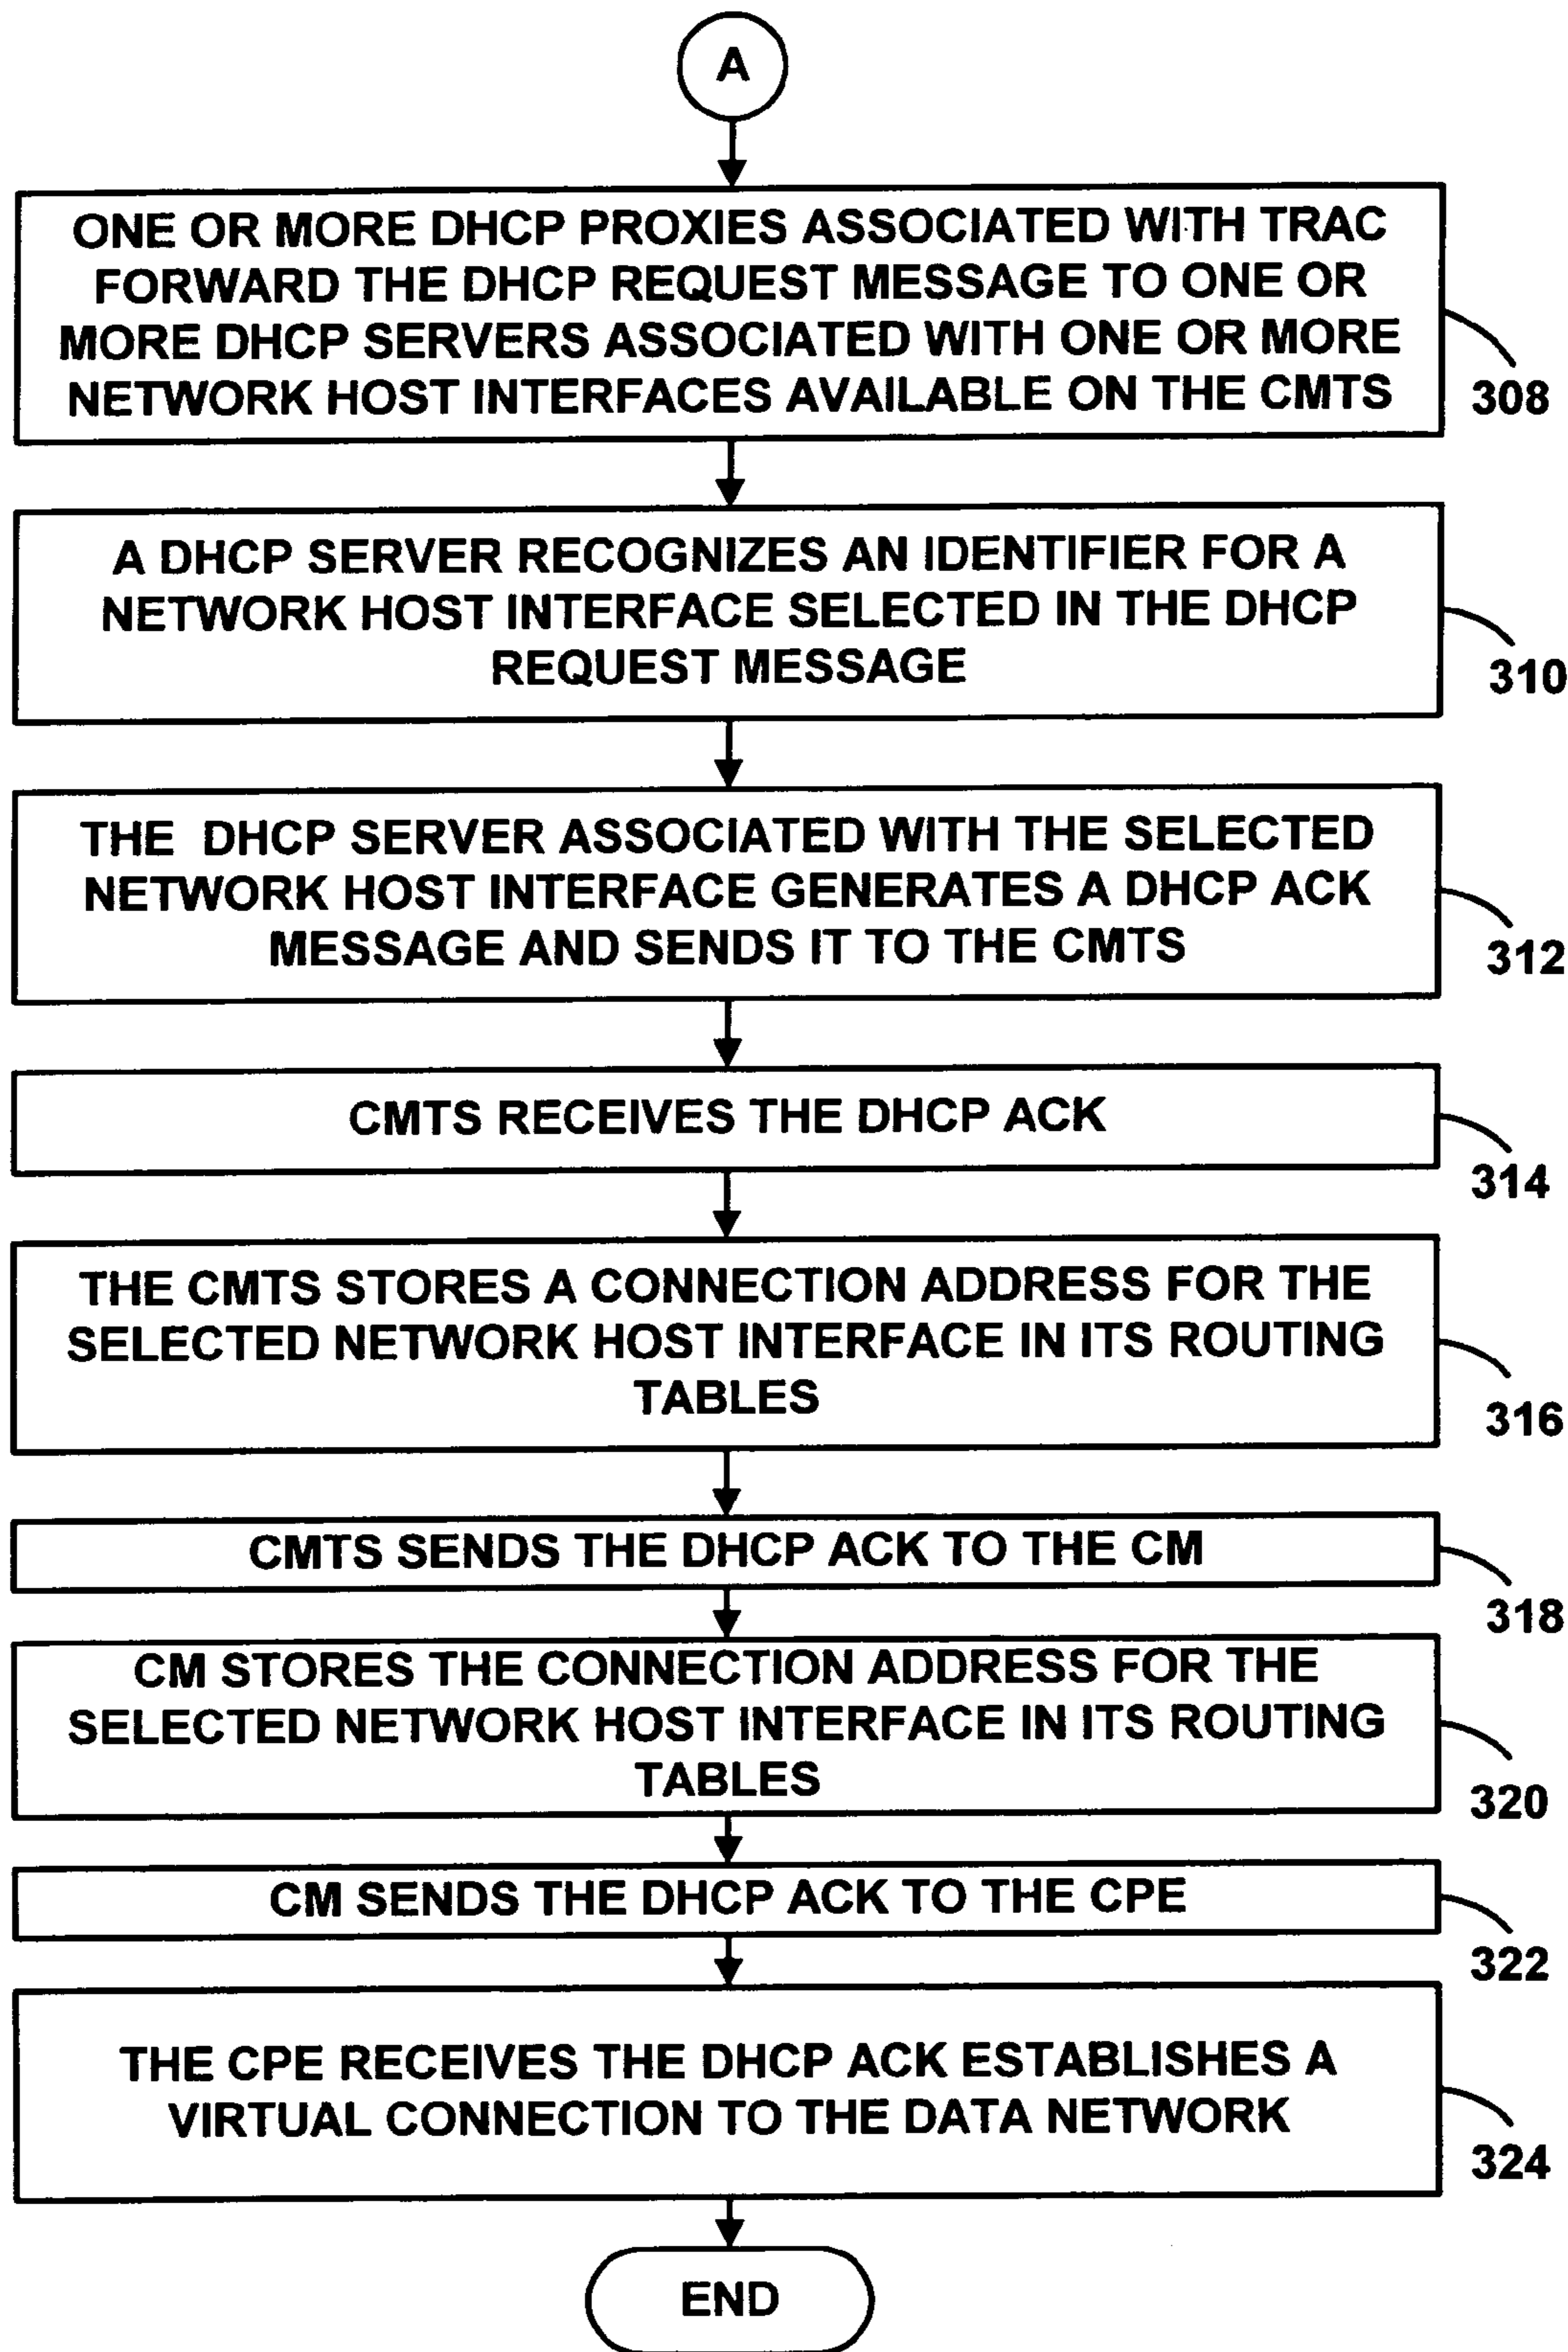 A
ONE OR MORE DHCP PROXIES ASSOCIATED WITH TRAC
FORWARD THE DHCP REQUEST MESSAGE TO ONE OR
MORE DHCP SERVERS ASSOCIATED WITH ONE OR MORE
NETWORK HOST INTERFACES AVAILABLE ON THE CMTS
308
A DHCP SERVER RECOGNIZES AN IDENTIFIER FOR A
NETWORK HOST INTERFACE SELECTED IN THE DHCP
REQUEST MESSAGE
310
THE DHCP SERVER ASSOCIATED WITH THE SELECTED
NETWORK HOST INTERFACE GENERATES A DHCP ACK
MESSAGE AND SENDS IT TO THE CMTS
312
CMTS RECEIVES THE DHCP ACK
314
THE CMTS STORES A CONNECTION ADDRESS FOR THE
SELECTED NETWORK HOST INTERFACE IN ITS ROUTING
TABLES
316
CMTS SENDS THE DHCP ACK TO THE CM
318
CM STORES THE CONNECTION ADDRESS FOR THE
SELECTED NETWORK HOST INTERFACE IN ITS ROUTING
TABLES
320
CM SENDS THE DHCP ACK TO THE CPE
322
THE CPE RECEIVES THE DHCP ACK ESTABLISHES A
VIRTUAL CONNECTION TO THE DATA NETWORK
324
END